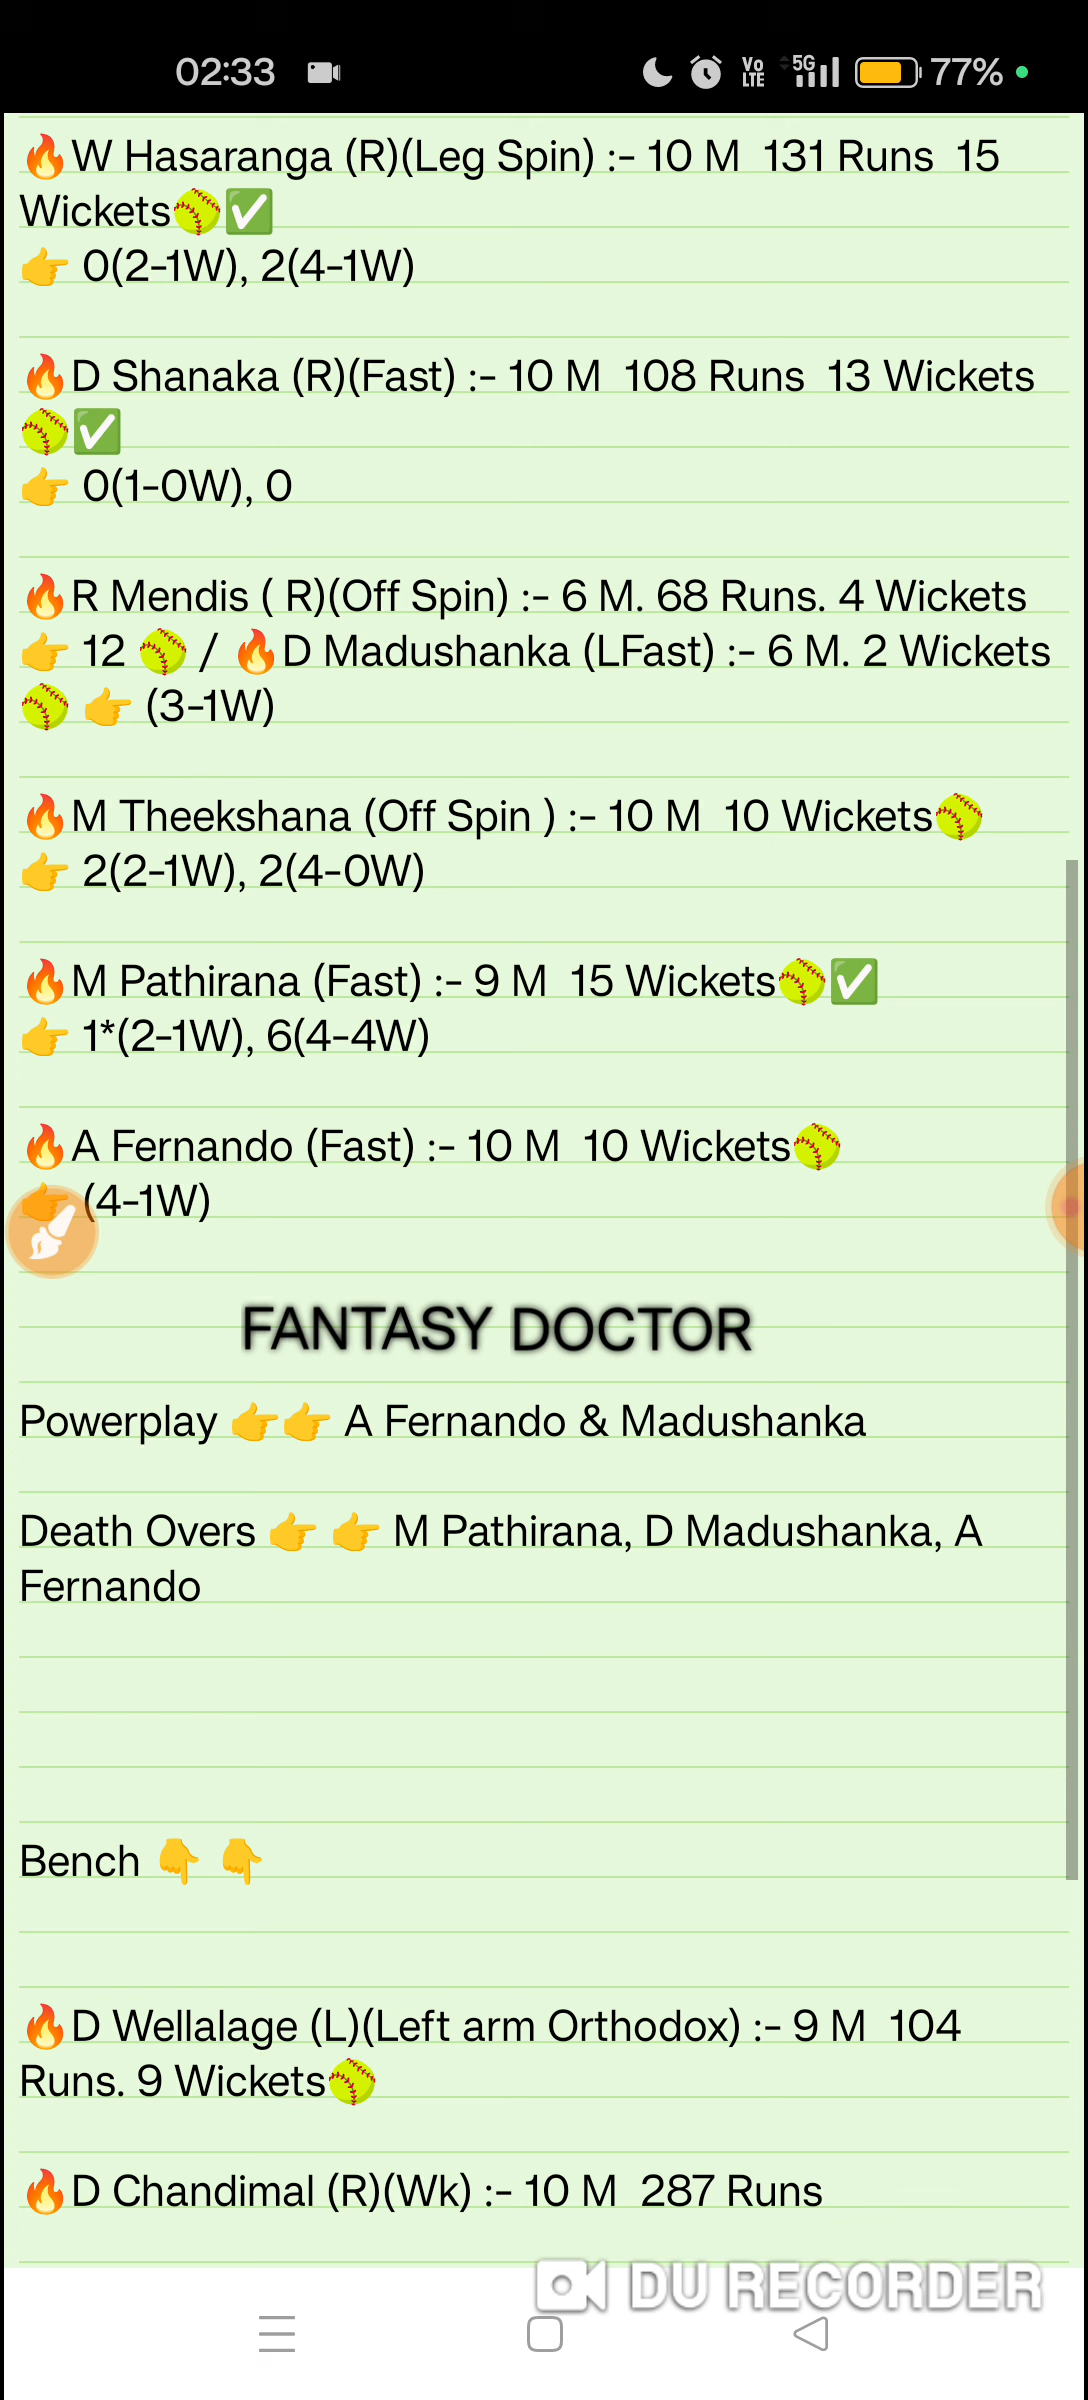 02:33 Vo LTE 5G 77%
🔥W Hasaranga (R)(Leg Spin) :- 10 M 131 Runs 15
Wickets🥎✅
👉 0(2-1W), 2(4-1W)
🔥D Shanaka (R)(Fast) :- 10 M 108 Runs 13 Wickets
🥎✅
👉 0(1-0W), 0
🔥R Mendis ( R)(Off Spin) :- 6 M. 68 Runs. 4 Wickets
👉 12 🥎 / 🔥D Madushanka (LFast) :- 6 M. 2 Wickets
🥎 👉 (3-1W)
🔥M Theekshana (Off Spin ) :- 10 M 10 Wickets🥎
👉 2(2-1W), 2(4-0W)
🔥M Pathirana (Fast) :- 9 M 15 Wickets🥎✅
👉 1*(2-1W), 6(4-4W)
🔥A Fernando (Fast) :- 10 M 10 Wickets🥎
👉 (4-1W)
FANTASY DOCTOR
Powerplay 👉👉 A Fernando & Madushanka
Death Overs 👉 👉 M Pathirana, D Madushanka, A
Fernando
Bench 👇 👇
🔥D Wellalage (L)(Left arm Orthodox) :- 9 M 104
Runs. 9 Wickets🥎
🔥D Chandimal (R)(Wk) :- 10 M 287 Runs
DU RECORDER